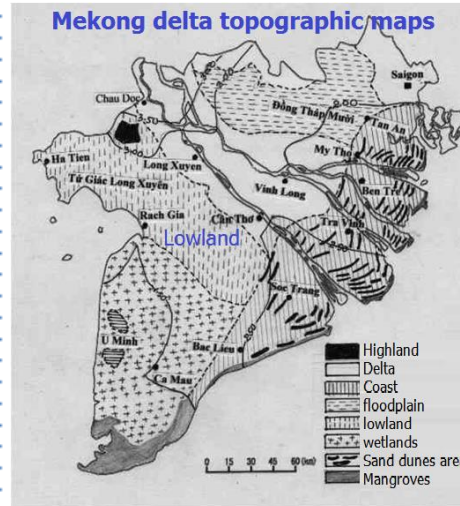 Mekong delta topographic maps
Saigon
Chau Doc
3.50
Đồng Tháp Mười
Tan An
My Tho
Ha Tien
Long Xuyen
Tứ Giác Long Xuyên
Vinh Long
Ben Tre
Rach Gia
Cần Thơ
Tra Vinh
Lowland
Soc Trang
U Minh
Bac Lieu
Ca Mau
Highland
Delta
Coast
floodplain
lowland
wetlands
Sand dunes are
Mangroves
0 15 30 45 60 (km)